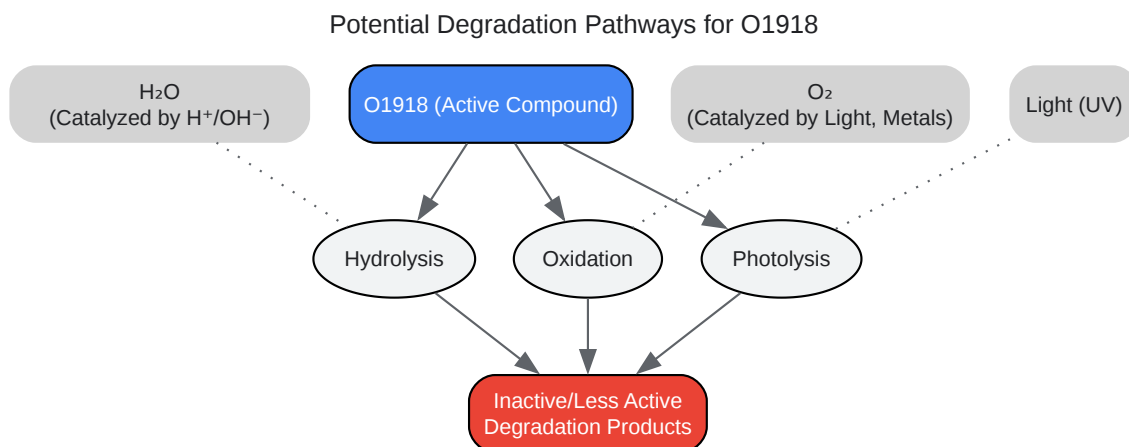 Potential Degradation Pathways for O1918
H₂O
(Catalyzed by H⁺/OH⁻)
O1918 (Active Compound)
O₂
(Catalyzed by Light, Metals)
Light (UV)
Hydrolysis
Oxidation
Photolysis
Inactive/Less Active
Degradation Products